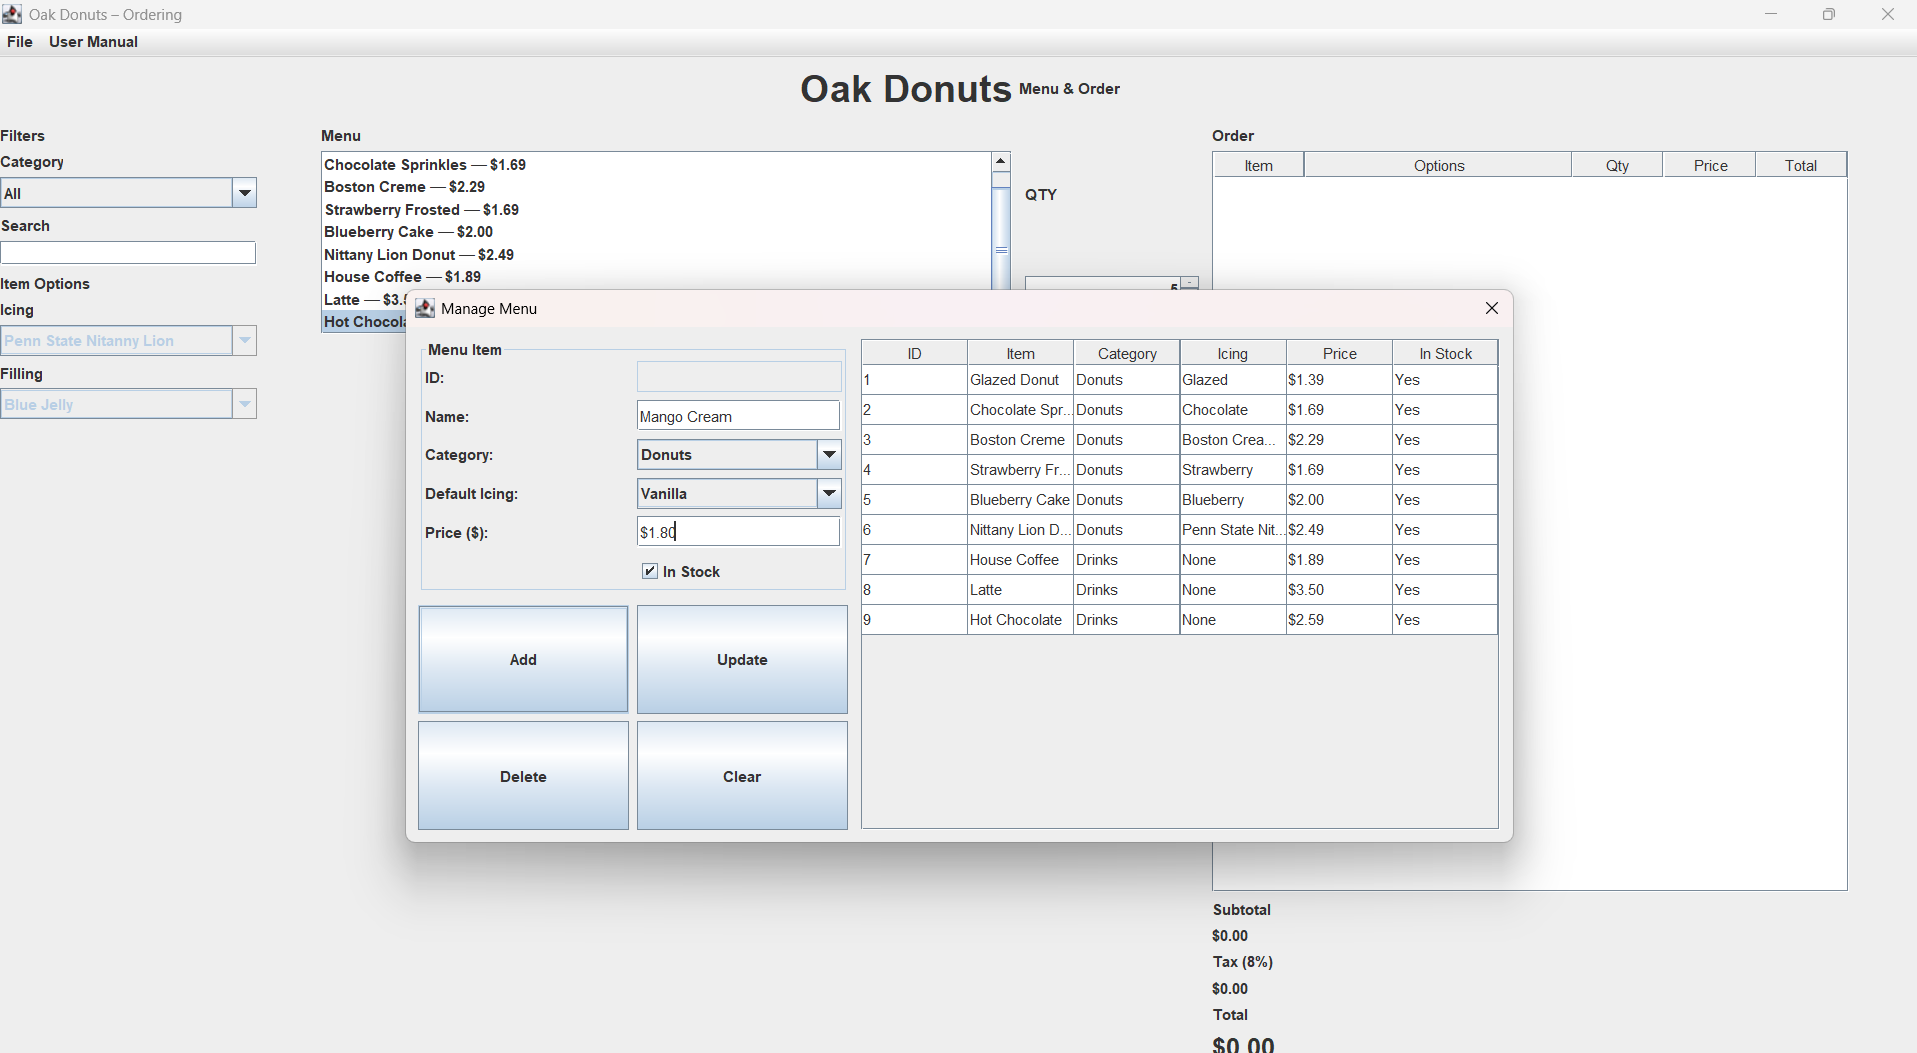 Oak Donuts – Ordering
File User Manual
Oak Donuts Menu & Order
Filters
Category
All
Search
Item Options
Icing
Penn State Nitanny Lion
Filling
Blue Jelly
Menu
Chocolate Sprinkles — $1.69
Boston Creme — $2.29
Strawberry Frosted — $1.69
Blueberry Cake — $2.00
Nittany Lion Donut — $2.49
House Coffee — $1.89
Latte — $3.
Hot Chocola
QTY
5
Order
Item Options Qty Price Total
Manage Menu
Menu Item
ID:
Name: Mango Cream
Category: Donuts
Default Icing: Vanilla
Price ($): $1.80
In Stock
Add Update
Delete Clear
ID Item Category Icing Price In Stock
1 Glazed Donut Donuts Glazed $1.39 Yes
2 Chocolate Spr... Donuts Chocolate $1.69 Yes
3 Boston Creme Donuts Boston Crea... $2.29 Yes
4 Strawberry Fr... Donuts Strawberry $1.69 Yes
5 Blueberry Cake Donuts Blueberry $2.00 Yes
6 Nittany Lion D... Donuts Penn State Nit... $2.49 Yes
7 House Coffee Drinks None $1.89 Yes
8 Latte Drinks None $3.50 Yes
9 Hot Chocolate Drinks None $2.59 Yes
Subtotal
$0.00
Tax (8%)
$0.00
Total
$0.00